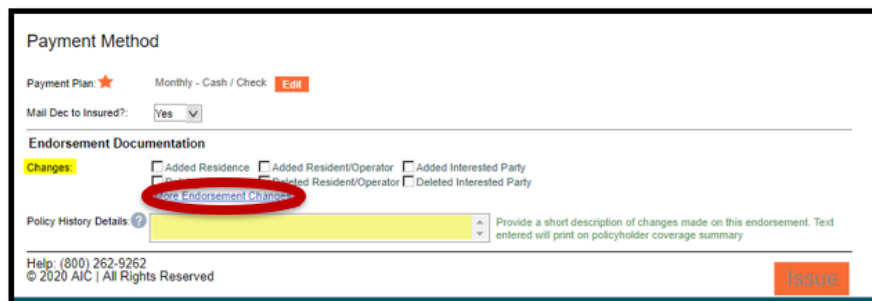 Payment Method
Payment Plan: Monthly - Cash / Check Edit
Mail Dec to Insured?: Yes
Endorsement Documentation
Changes: Added Residence Added Resident/Operator Added Interested Party
Deleted Resident/Operator Deleted Interested Party
More Endorsement Changes
Policy History Details: ? Provide a short description of changes made on this endorsement. Text
entered will print on policyholder coverage summary
Help: (800) 262-9262
© 2020 AIC | All Rights Reserved
Issue